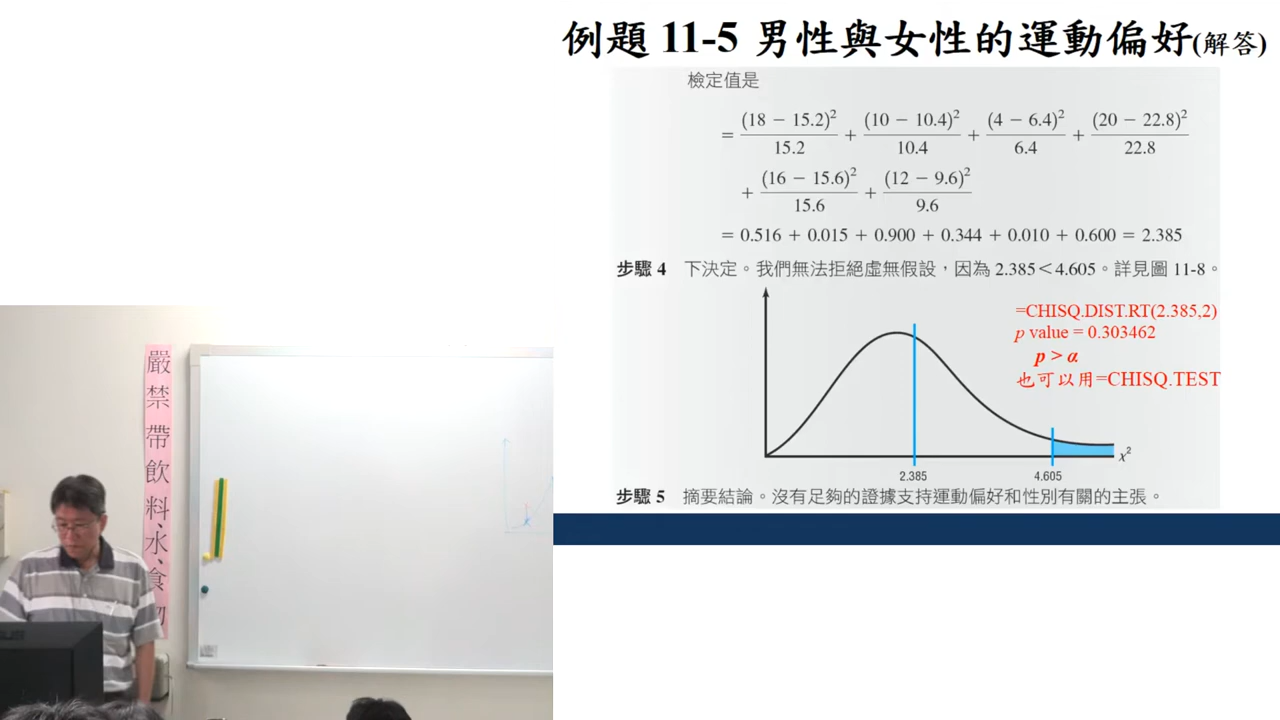 例題 11-5 男性與女性的運動偏好(解答)
檢定值是
= (18 − 15.2)²/15.2 + (10 − 10.4)²/10.4 + (4 − 6.4)²/6.4 + (20 − 22.8)²/22.8
+ (16 − 15.6)²/15.6 + (12 − 9.6)²/9.6
= 0.516 + 0.015 + 0.900 + 0.344 + 0.010 + 0.600 = 2.385
步驟 4 下決定。我們無法拒絕虛無假設，因為 2.385 < 4.605。詳見圖 11-8。
=CHISQ.DIST.RT(2.385,2)
p value = 0.303462
p > α
也可以用=CHISQ.TEST
χ²
2.385
4.605
步驟 5 摘要結論。沒有足夠的證據支持運動偏好和性別有關的主張。
嚴禁帶飲料、水、食